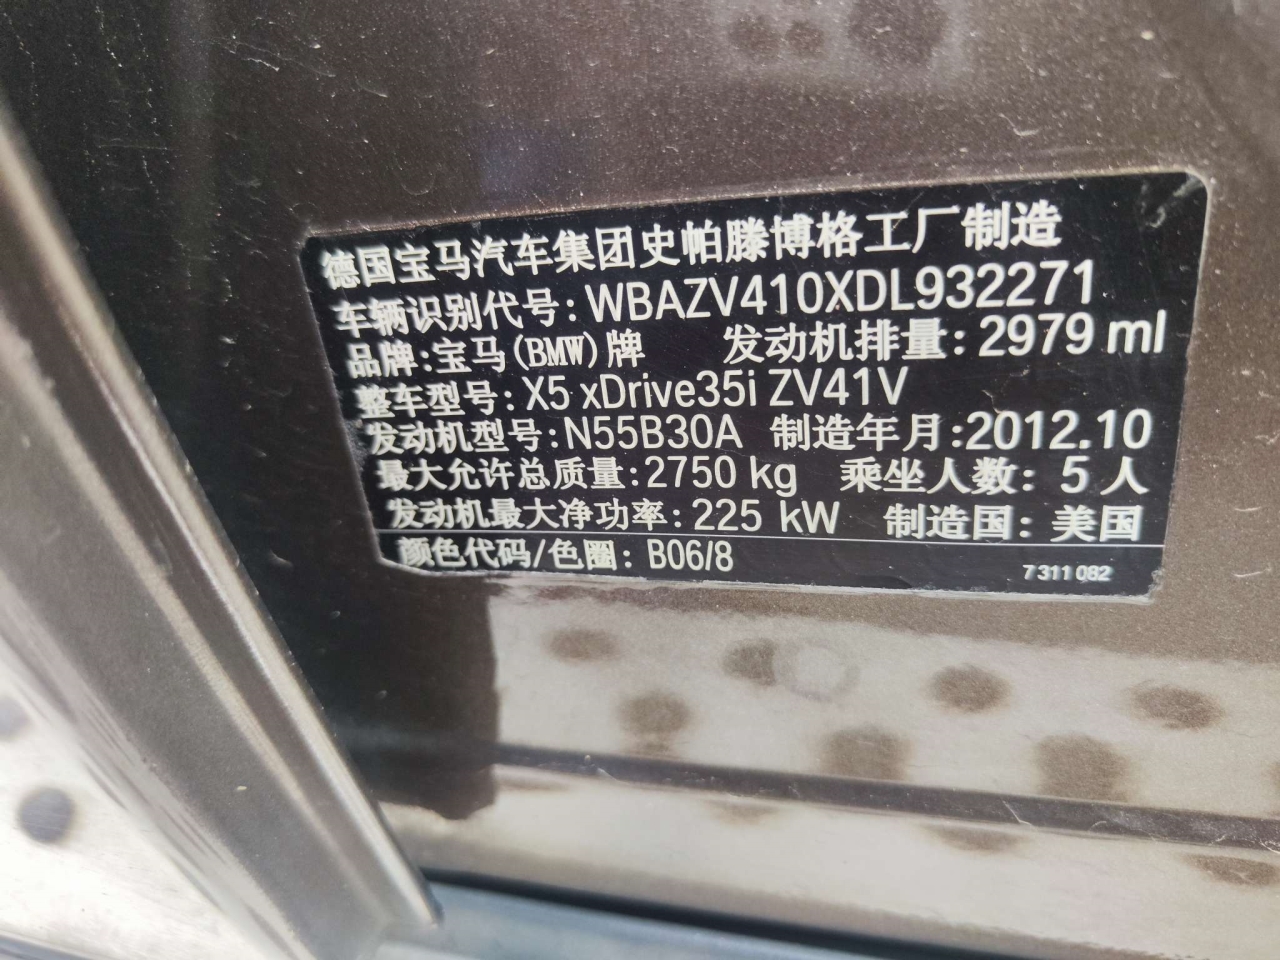 德国宝马汽车集团史帕滕博格工厂制造
车辆识别代号: WBAZV410XDL932271
品牌: 宝马(BMW)牌 发动机排量: 2979 ml
整车型号: X5 xDrive35i ZV41V
发动机型号: N55B30A 制造年月: 2012.10
最大允许总质量: 2750 kg 乘坐人数: 5 人
发动机最大净功率: 225 kW 制造国: 美国
颜色代码/色圈: B06/8 7 311 082